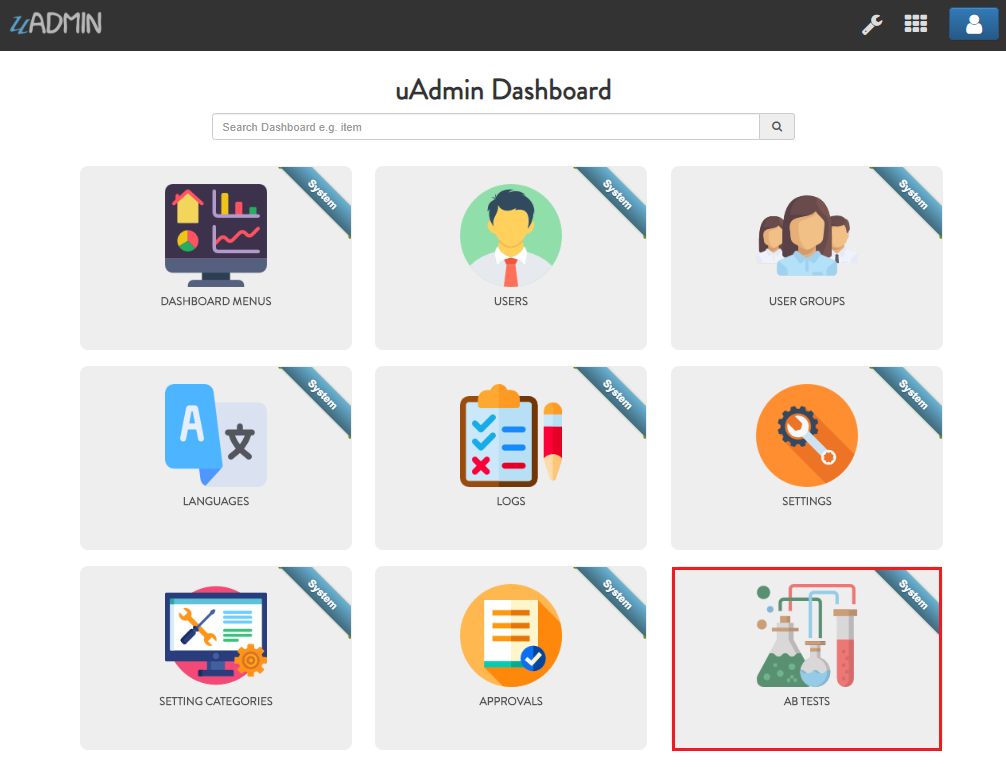 uADMIN
uAdmin Dashboard
Search Dashboard e.g. item
System
System
System
DASHBOARD MENUS
USERS
USER GROUPS
System
System
System
A
LANGUAGES
LOGS
SETTINGS
System
System
System
SETTING CATEGORIES
APPROVALS
AB TESTS